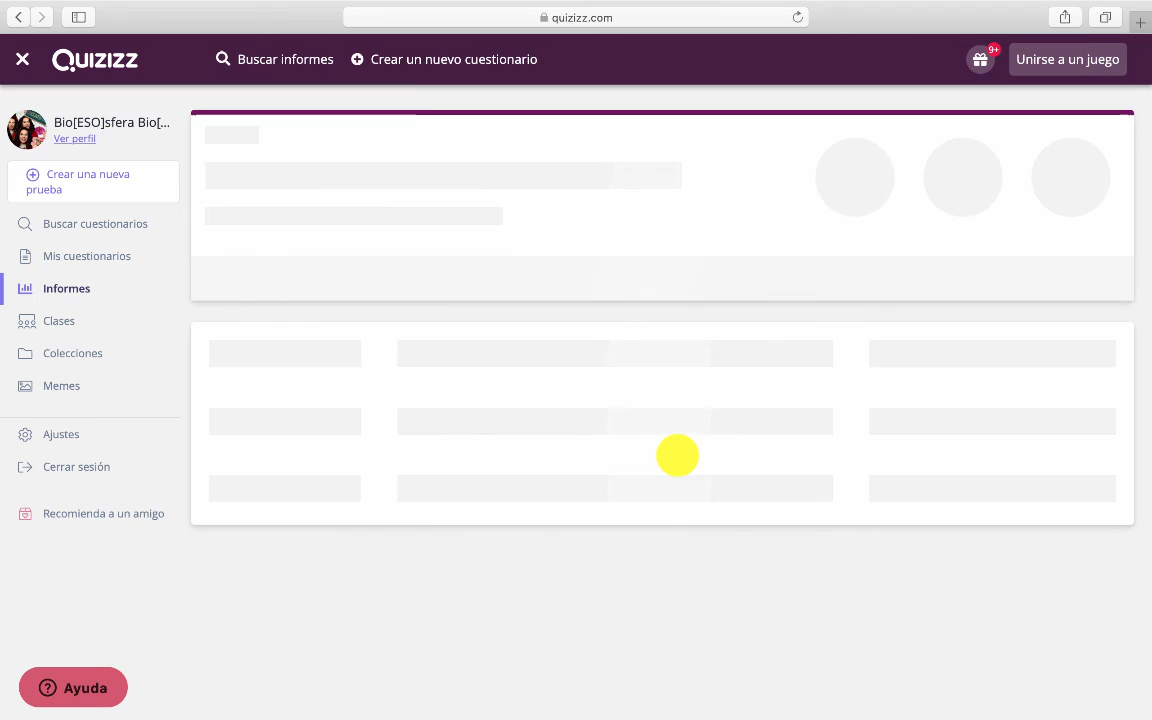 quizizz.com
QUIZIZZ
Buscar informes
Crear un nuevo cuestionario
9+
Unirse a un juego
Bio[ESO]sfera Bio[...
Ver perfil
Crear una nueva
prueba
Buscar cuestionarios
Mis cuestionarios
Informes
Clases
Colecciones
Memes
Ajustes
Cerrar sesión
Recomienda a un amigo
Ayuda